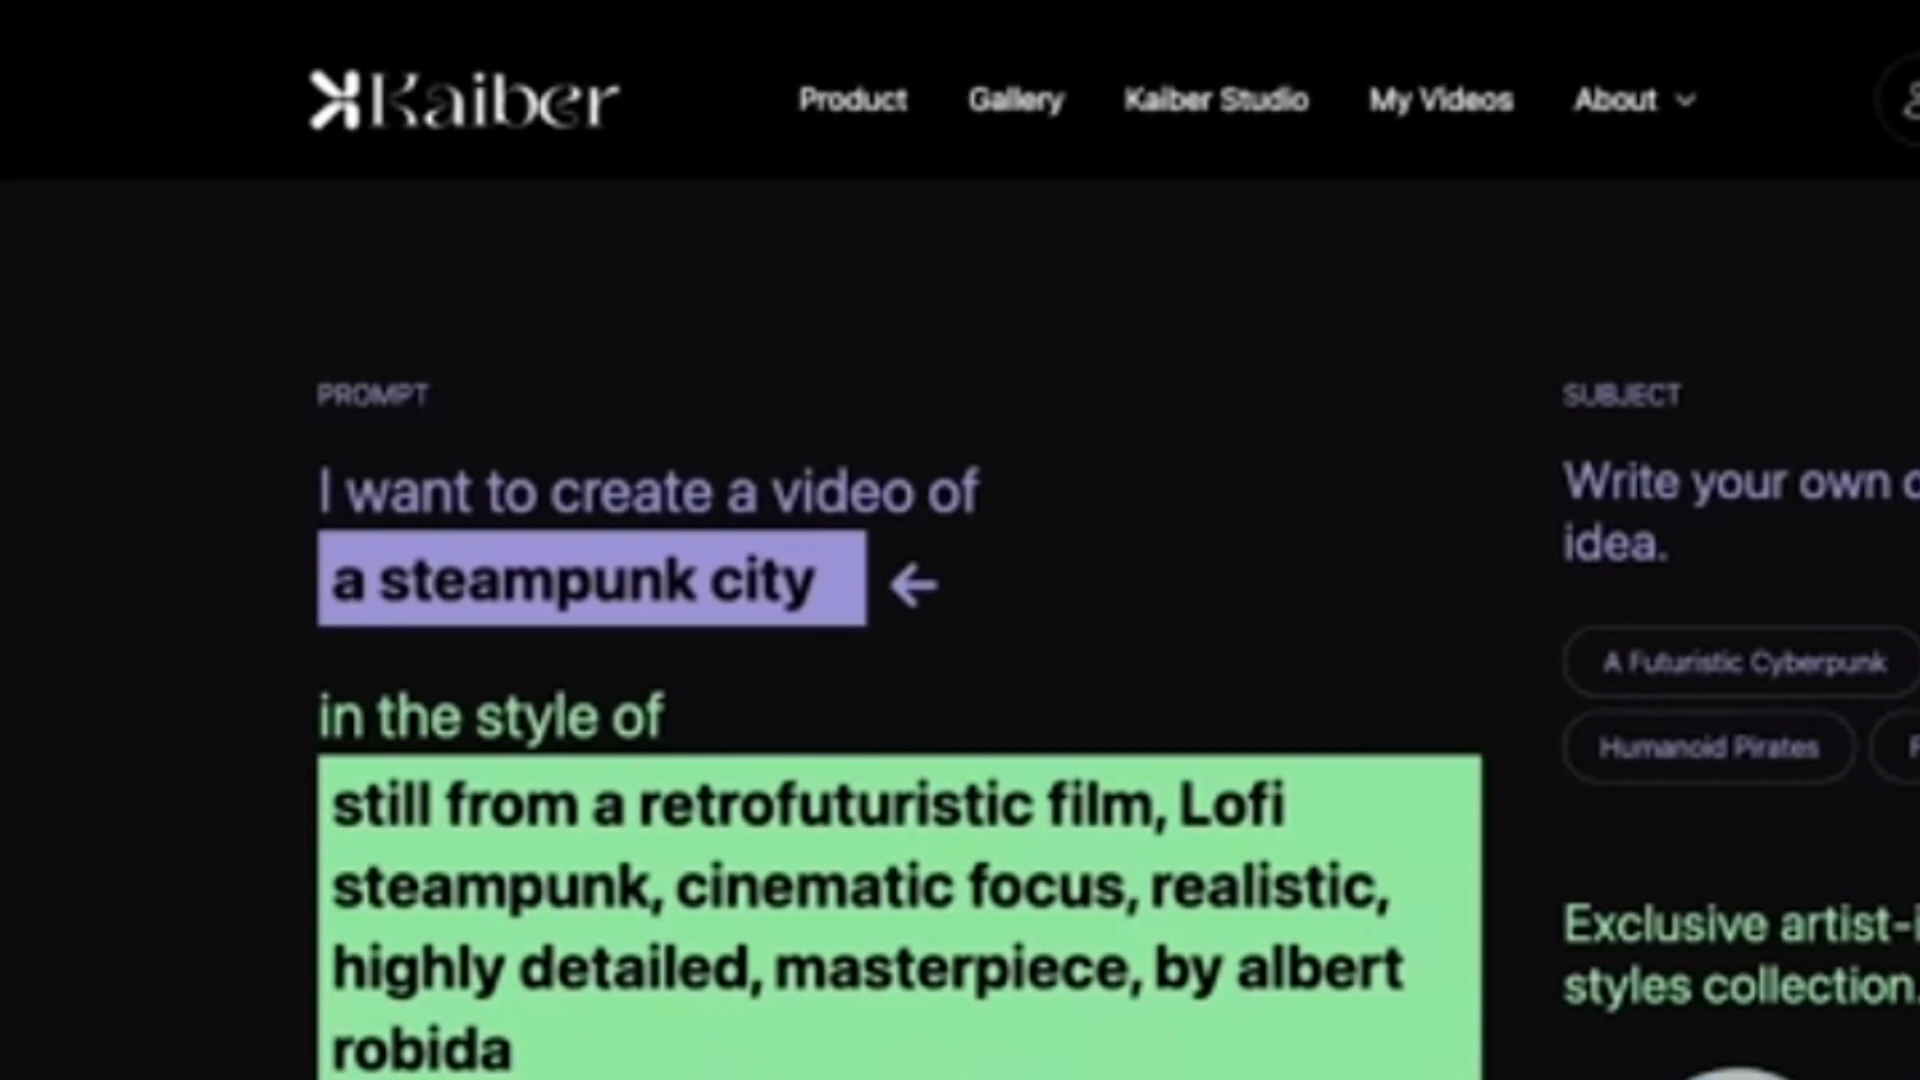 Kaiber
Product Gallery Kaiber Studio My Videos About
PROMPT
I want to create a video of
a steampunk city
in the style of
still from a retrofuturistic film, Lofi
steampunk, cinematic focus, realistic,
highly detailed, masterpiece, by albert
robida
SUBJECT
Write your own
idea.
A Futuristic Cyberpunk
Humanoid Pirates
Exclusive artist-
styles collection.